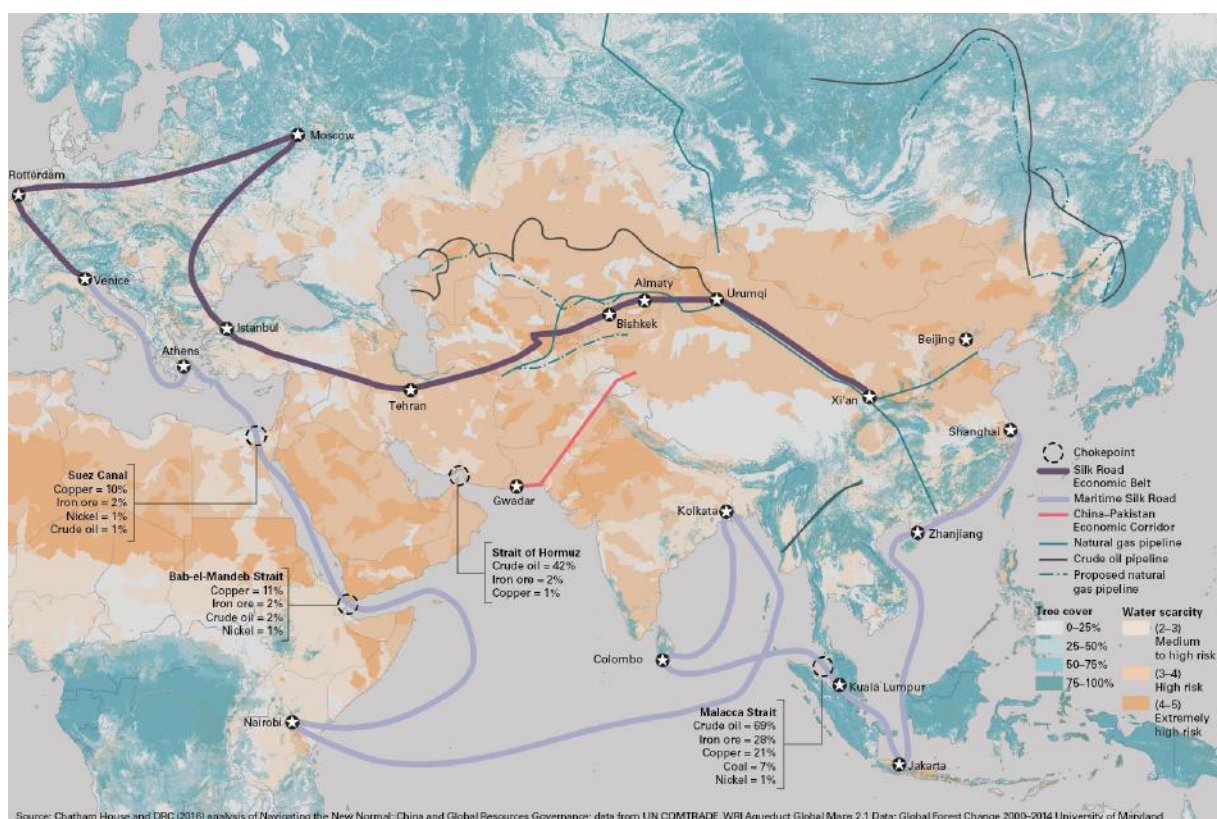 Moscow
Rotterdam
Venice
Almaty
Urumqi
Istanbul
Bishkek
Beijing
Athens
Tehran
Xi'an
Shanghai
Suez Canal
Copper = 10%
Iron ore = 2%
Nickel = 1%
Crude oil = 1%
Gwadar
Kolkata
Zhanjiang
Strait of Hormuz
Crude oil = 42%
Iron ore = 2%
Copper = 1%
Bab-el-Mandeb Strait
Copper = 11%
Iron ore = 2%
Crude oil = 2%
Nickel = 1%
Colombo
Kuala Lumpur
Nairobi
Malacca Strait
Crude oil = 69%
Iron ore = 28%
Copper = 21%
Coal = 7%
Nickel = 1%
Jakarta
Chokepoint
Silk Road
Economic Belt
Maritime Silk Road
China–Pakistan
Economic Corridor
Natural gas pipeline
Crude oil pipeline
Proposed natural
gas pipeline
Tree cover
0–25%
25–50%
50–75%
75–100%
Water scarcity
(2–3)
Medium
to high risk
(3–4)
High risk
(4–5)
Extremely
high risk
Source: Chatham House and DRC (2016) analysis of Navigating the New Normal: China and Global Resources Governance; data from UN COMTRADE, WRI Aqueduct Global Maps 2.1 Data; Global Forest Change 2000–2014 University of Maryland